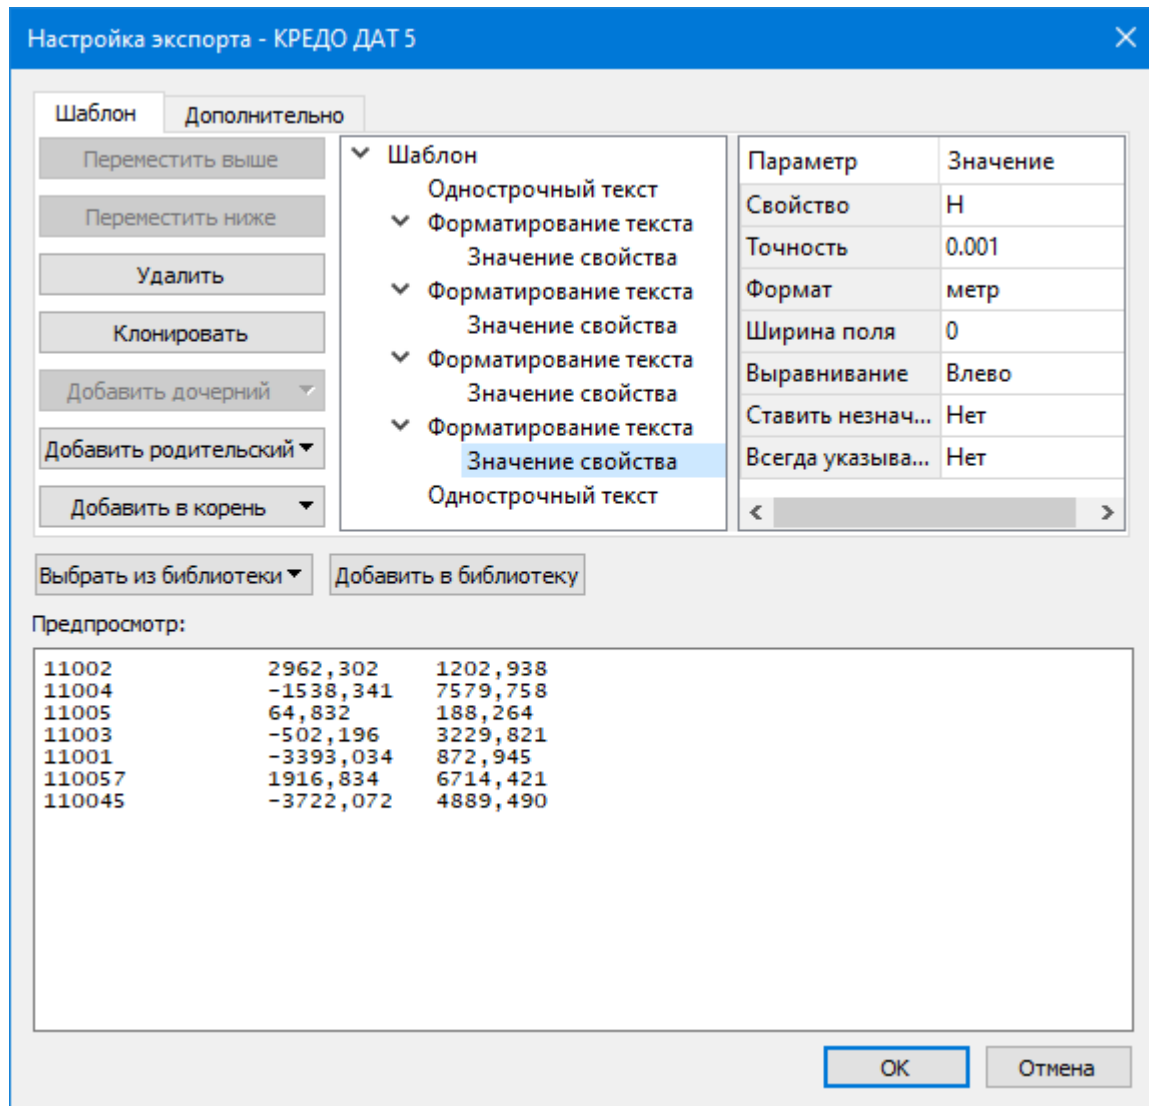 Настройка экспорта - КРЕДО ДАТ 5
Шаблон
Дополнительно
Переместить выше
Переместить ниже
Удалить
Клонировать
Добавить дочерний
Добавить родительский
Добавить в корень
Шаблон
Однострочный текст
Форматирование текста
Значение свойства
Форматирование текста
Значение свойства
Форматирование текста
Значение свойства
Форматирование текста
Значение свойства
Однострочный текст
Параметр Значение
Свойство H
Точность 0.001
Формат метр
Ширина поля 0
Выравнивание Влево
Ставить незнач... Нет
Всегда указыва... Нет
Выбрать из библиотеки
Добавить в библиотеку
Предпросмотр:
11002 2962,302 1202,938
11004 -1538,341 7579,758
11005 64,832 188,264
11003 -502,196 3229,821
11001 -3393,034 872,945
110057 1916,834 6714,421
110045 -3722,072 4889,490
OK
Отмена